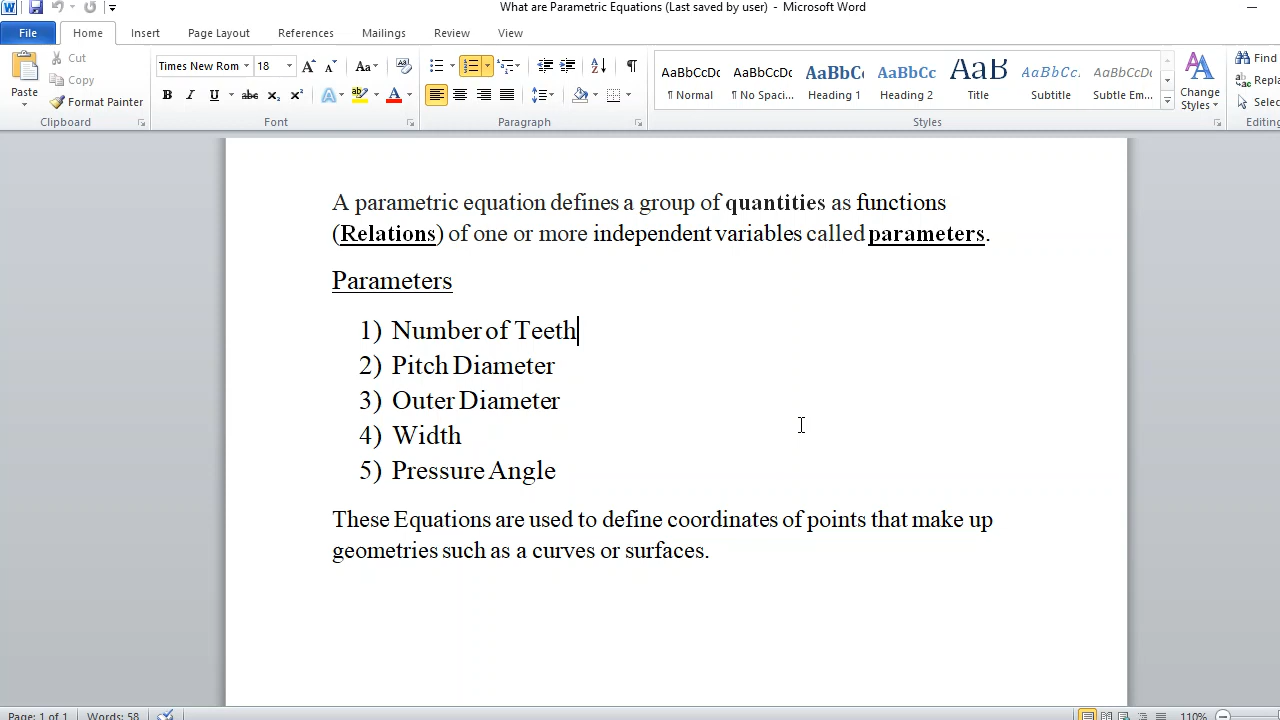 What are Parametric Equations (Last saved by user) - Microsoft Word
File Home Insert Page Layout References Mailings Review View
Paste
Cut
Copy
Format Painter
Clipboard
Times New Rom 18
Font
Paragraph
AaBbCcDc AaBbCcDc AaBbCc AaBbCc AaB AaBbCc. AaBbCcDc
¶ Normal ¶ No Spaci... Heading 1 Heading 2 Title Subtitle Subtle Em...
Styles
Change
Styles
Find
Repl
Selec
Editing
A parametric equation defines a group of quantities as functions
(Relations) of one or more independent variables called parameters.
Parameters
1) Number of Teeth
2) Pitch Diameter
3) Outer Diameter
4) Width
5) Pressure Angle
These Equations are used to define coordinates of points that make up
geometries such as a curves or surfaces.
Page: 1 of 1 Words: 58 110%